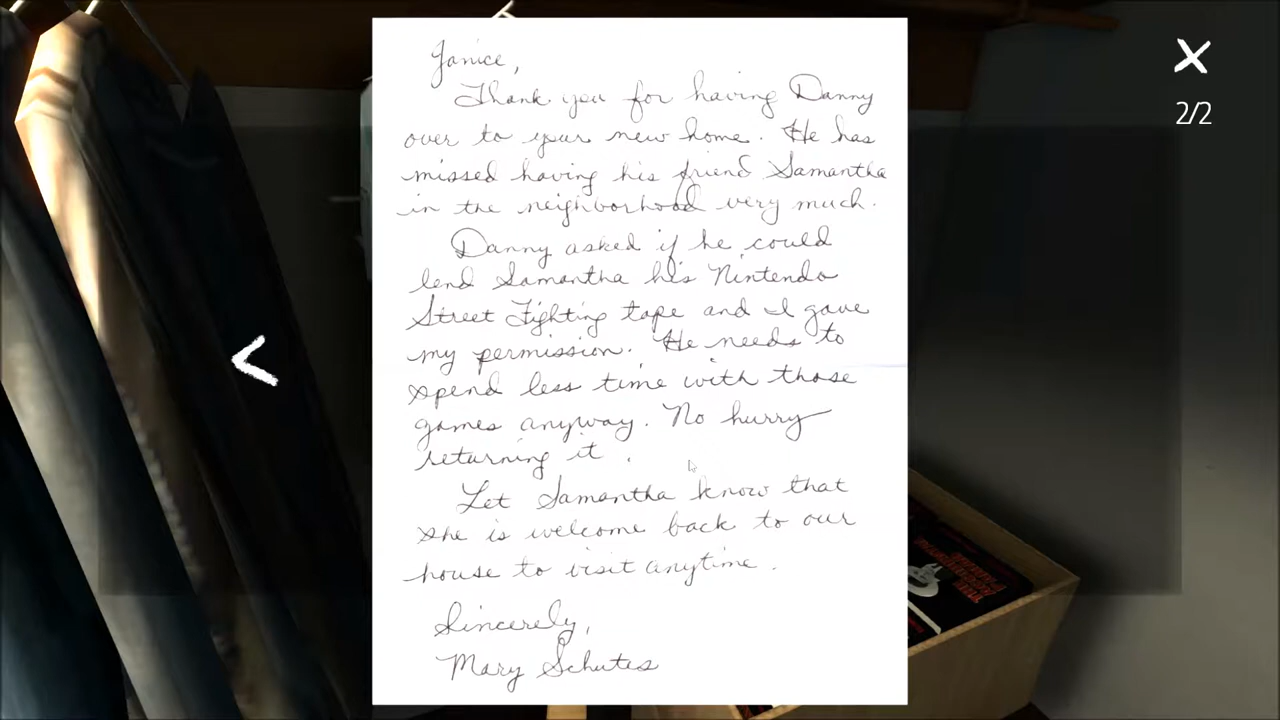 Janice,
Thank you for having Danny
over to your new home. He has
missed having his friend Samantha
in the neighborhood very much.
Danny asked if he could
lend Samantha his Nintendo
Street Fighting tape and I gave
my permission. He needs to
spend less time with those
games anyway. No hurry
returning it.
Let Samantha know that
she is welcome back to our
house to visit anytime.
Sincerely,
Mary Schutes
2/2